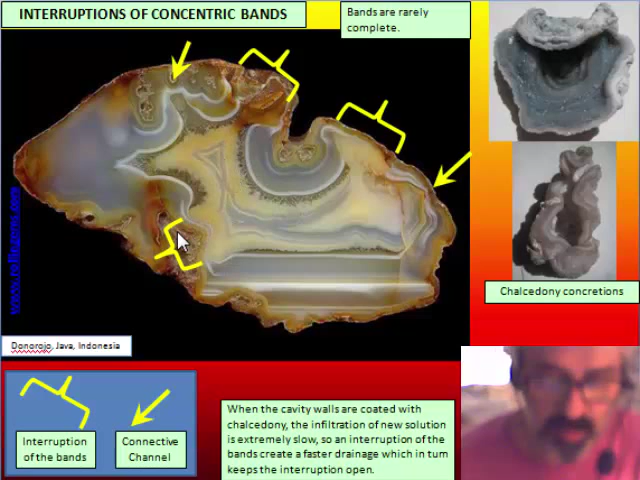 INTERRUPTIONS OF CONCENTRIC BANDS
Bands are rarely
complete.
Chalcedony concretions
Donorojo, Java, Indonesia
Interruption
of the bands
Connective
Channel
When the cavity walls are coated with
chalcedony, the infiltration of new solution
is extremely slow, so an interruption of the
bands create a faster drainage which in turn
keeps the interruption open.